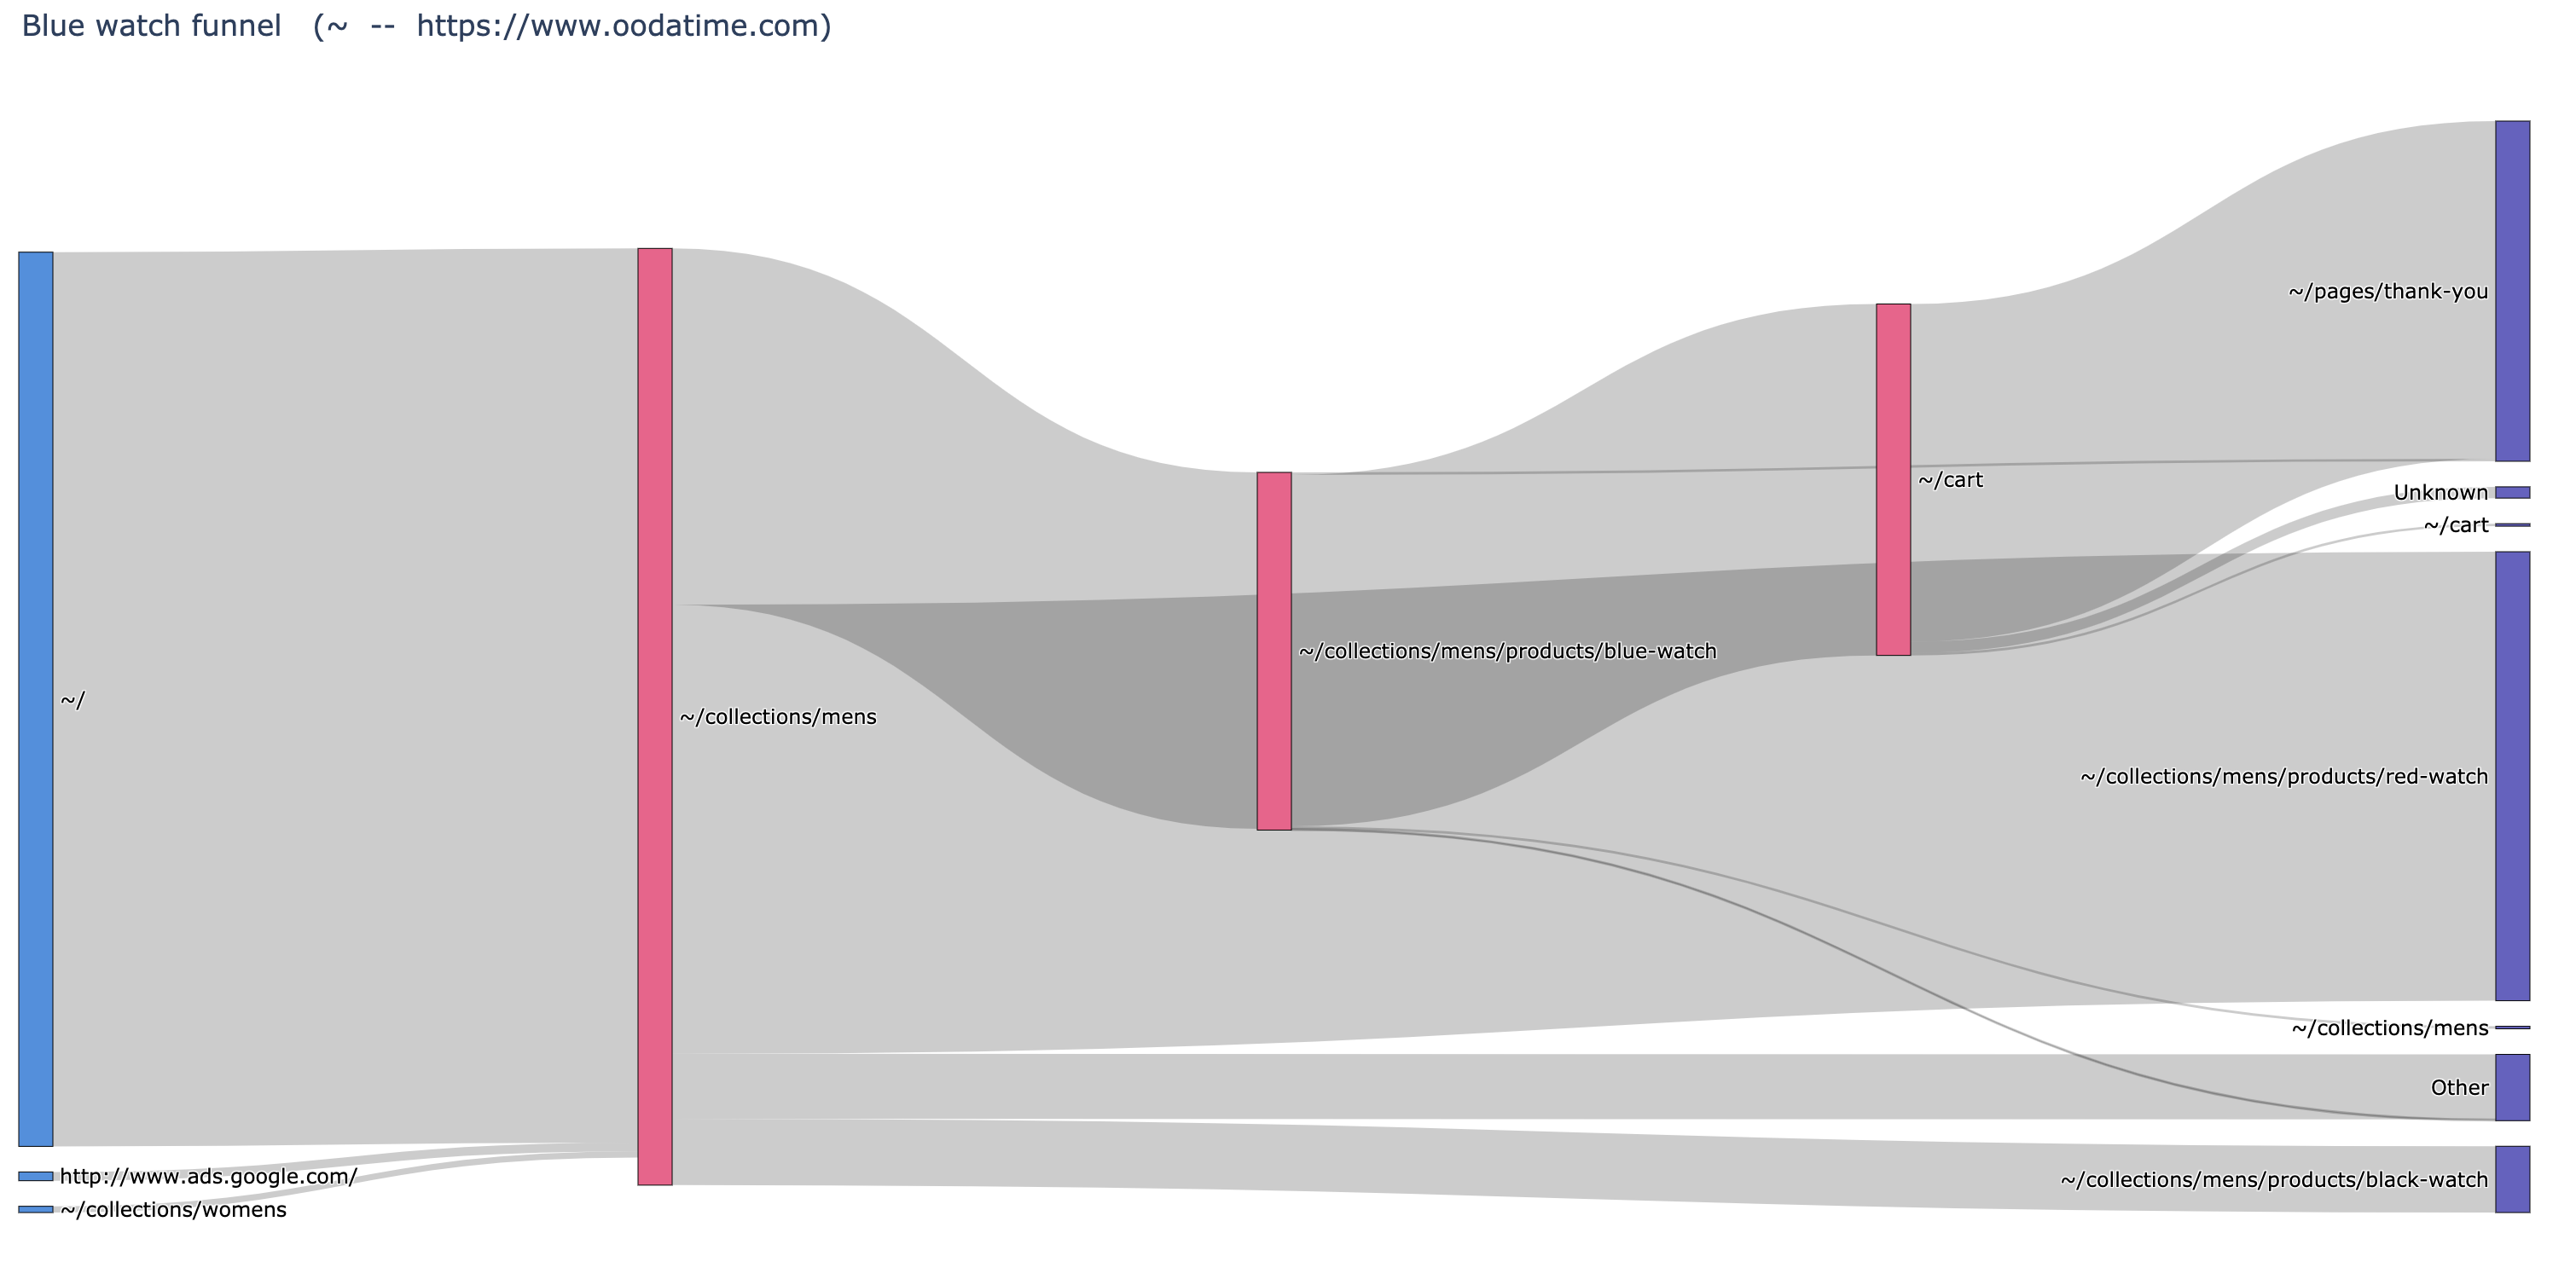 Blue watch funnel   (~  --  https://www.oodatime.com)
~/
http://www.ads.google.com/
~/collections/womens
~/collections/mens
~/collections/mens/products/blue-watch
~/cart
~/pages/thank-you
Unknown
~/cart
~/collections/mens/products/red-watch
~/collections/mens
Other
~/collections/mens/products/black-watch